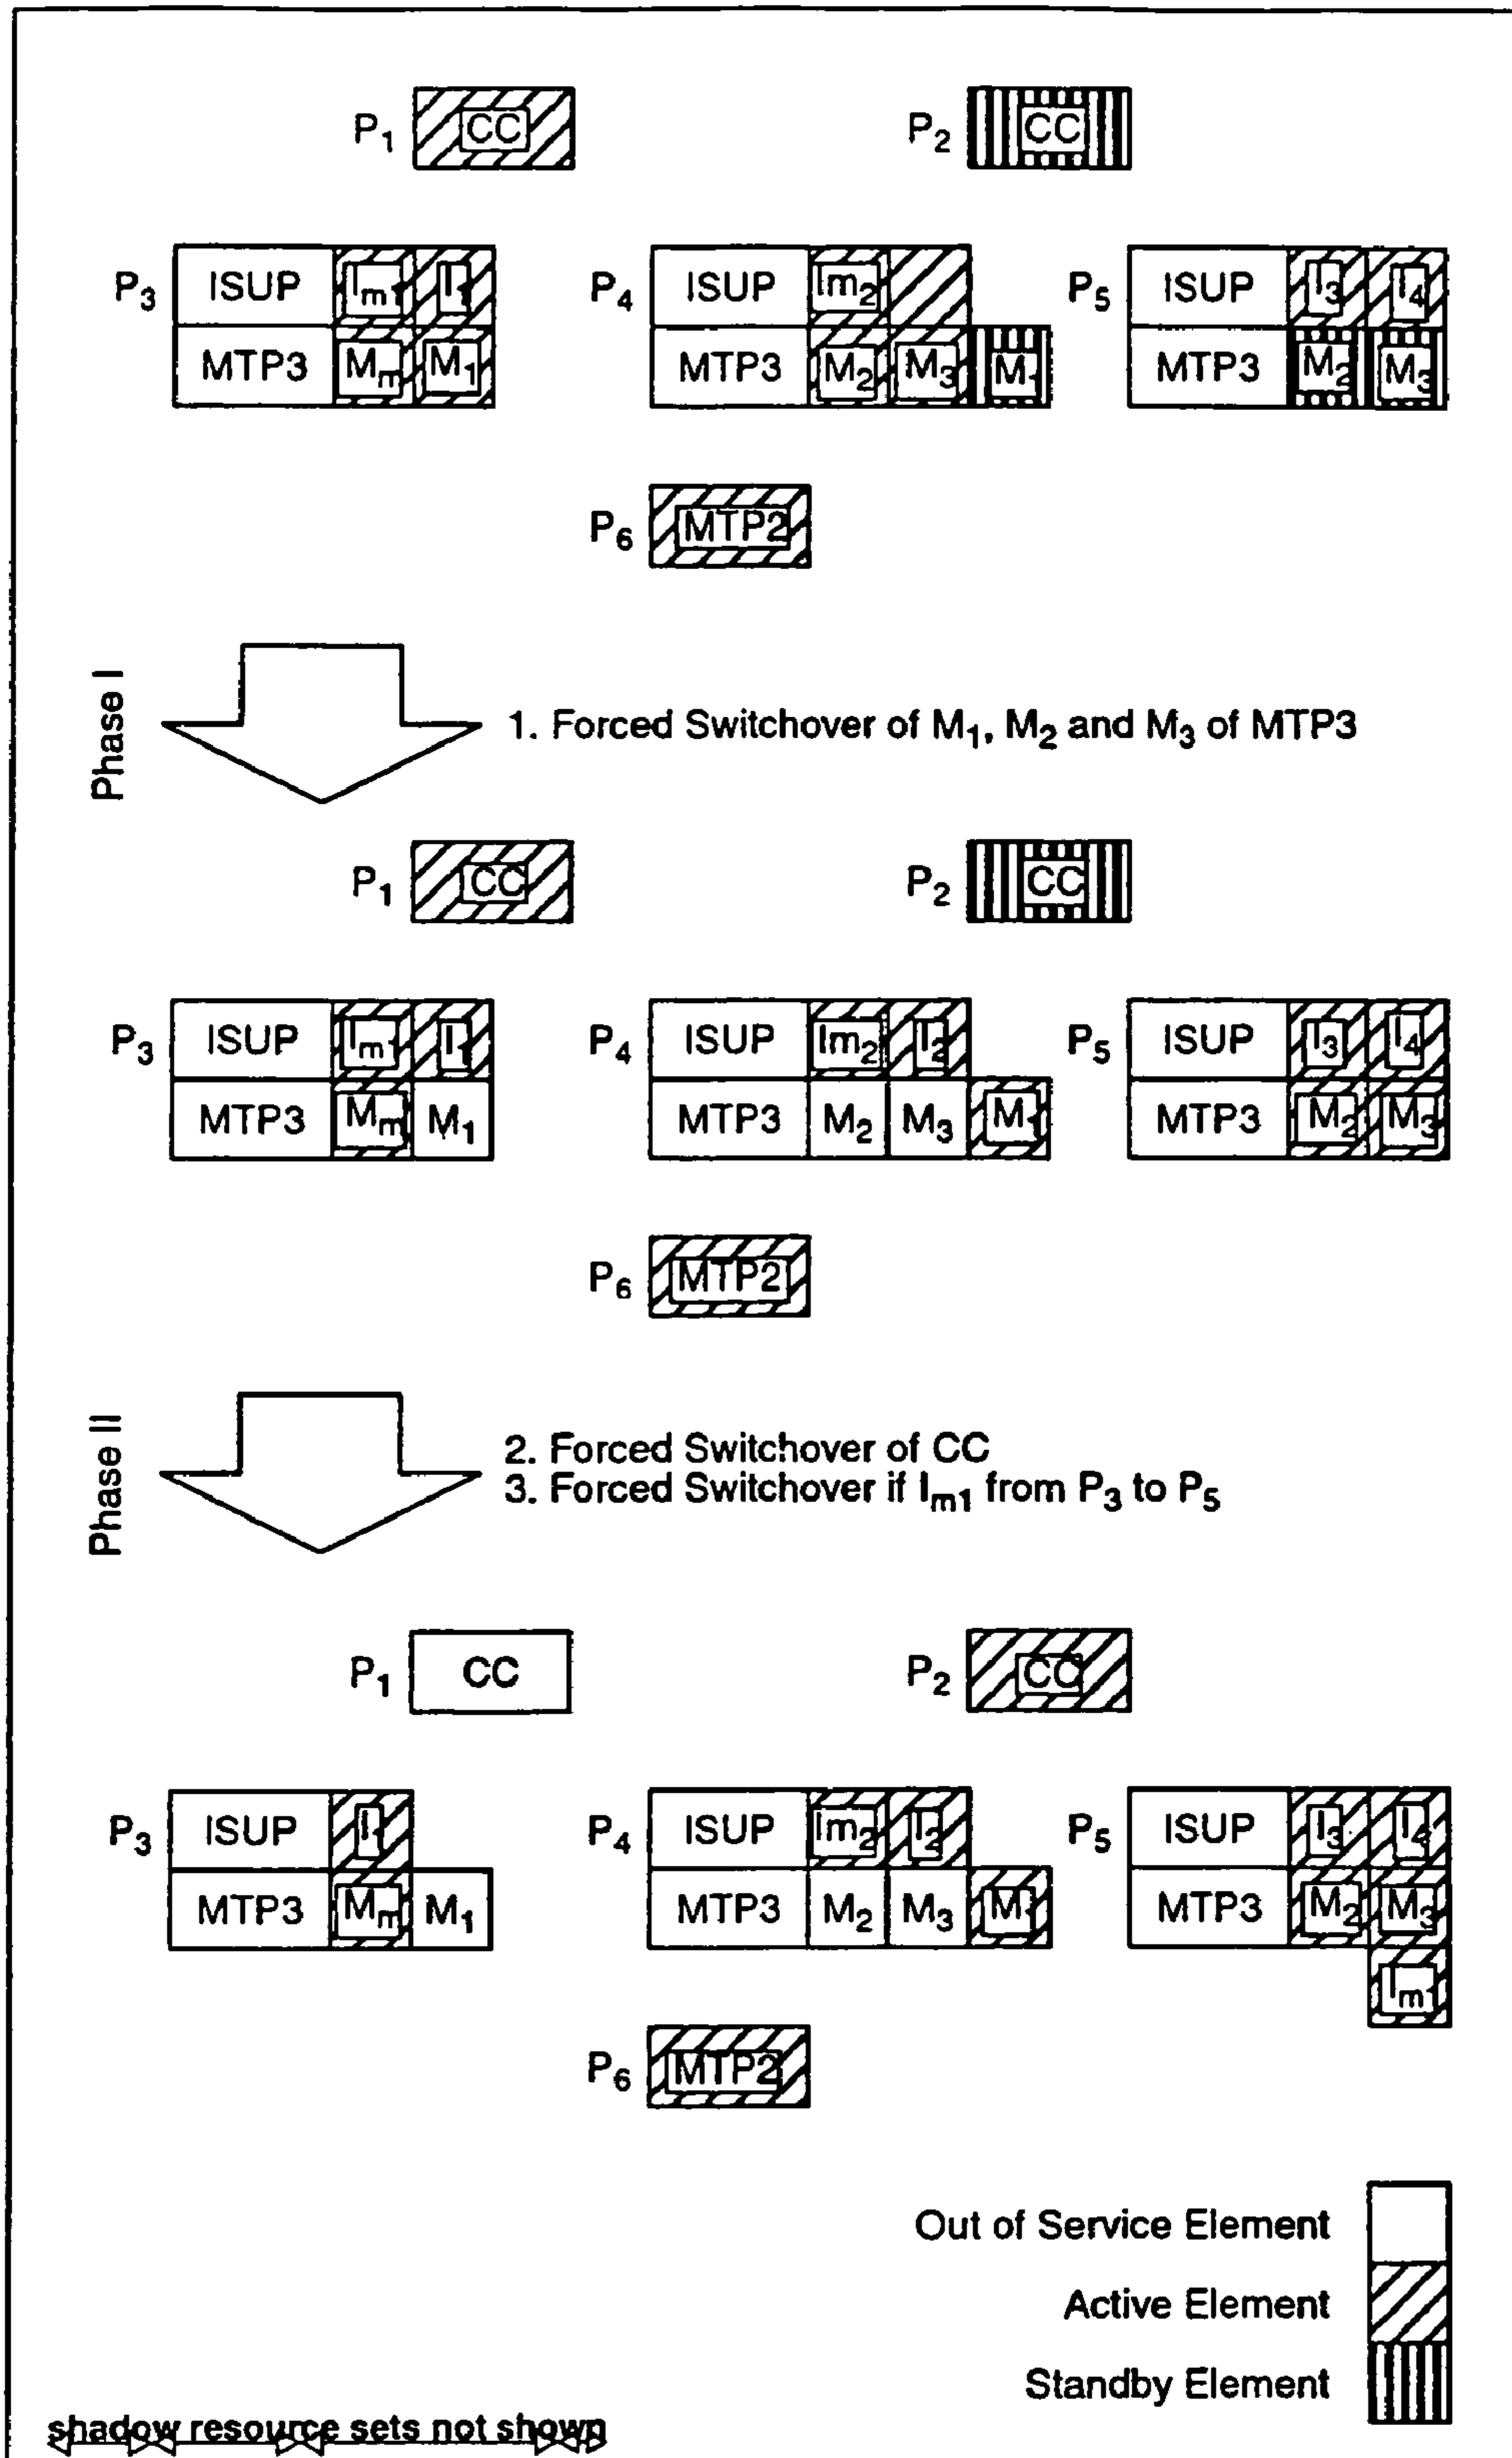 P1 CC P2 CC
P3 ISUP Im1 I1 P4 ISUP Im2 P5 ISUP I3 I4
MTP3 Mm M1 MTP3 M2 M3 M1 MTP3 M2 M3
P6 MTP2
Phase I
1. Forced Switchover of M1, M2 and M3 of MTP3
P1 CC P2 CC
P3 ISUP Im1 I1 P4 ISUP Im2 I2 P5 ISUP I3 I4
MTP3 Mm M1 MTP3 M2 M3 M1 MTP3 M2 M3
P6 MTP2
Phase II
2. Forced Switchover of CC
3. Forced Switchover if Im1 from P3 to P5
P1 CC P2 CC
P3 ISUP I1 P4 ISUP Im2 I2 P5 ISUP I3 I4
MTP3 Mm M1 MTP3 M2 M3 M1 MTP3 M2 M3
Im1
P6 MTP2
Out of Service Element
Active Element
Standby Element
shadow resource sets not shown